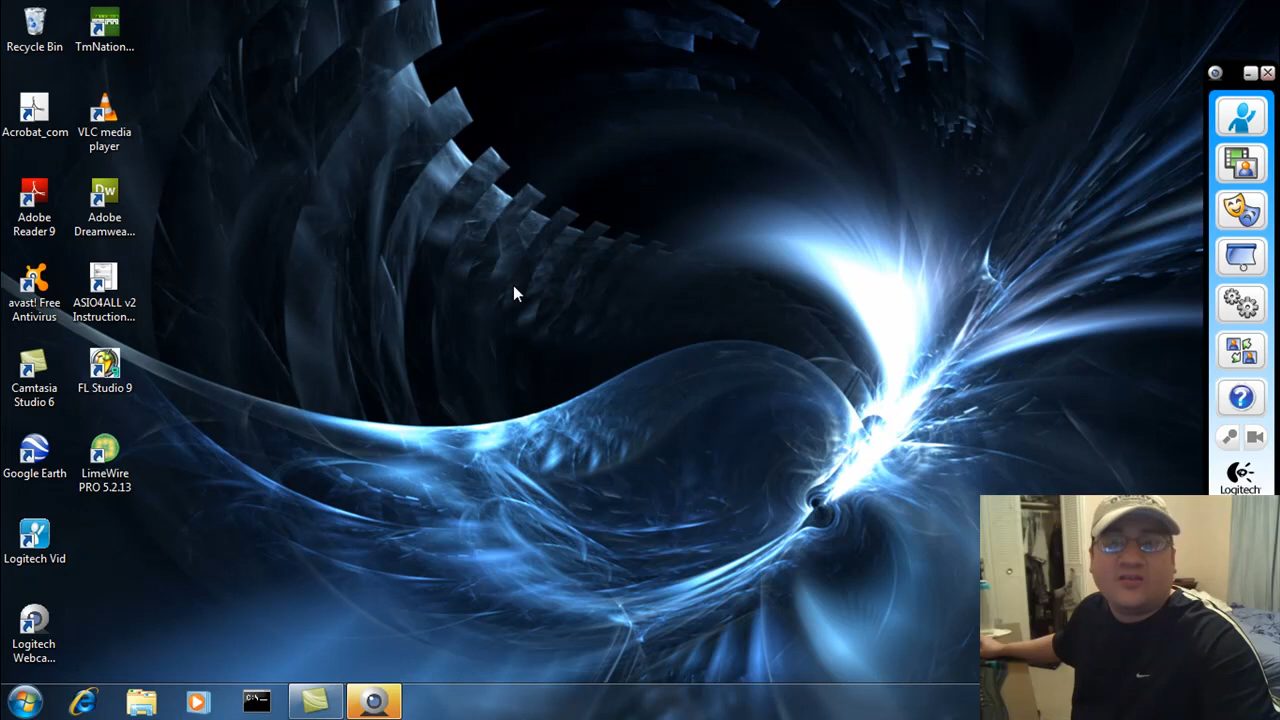 Recycle Bin
TmNation...
Acrobat_com
VLC media
player
Adobe
Reader 9
Dw
Adobe
Dreamwea...
avast! Free
Antivirus
ASIO4ALL v2
Instruction...
Camtasia
Studio 6
FL Studio 9
Google Earth
LimeWire
PRO 5.2.13
Logitech Vid
Logitech
Webca...
?
Logitech
C:\_